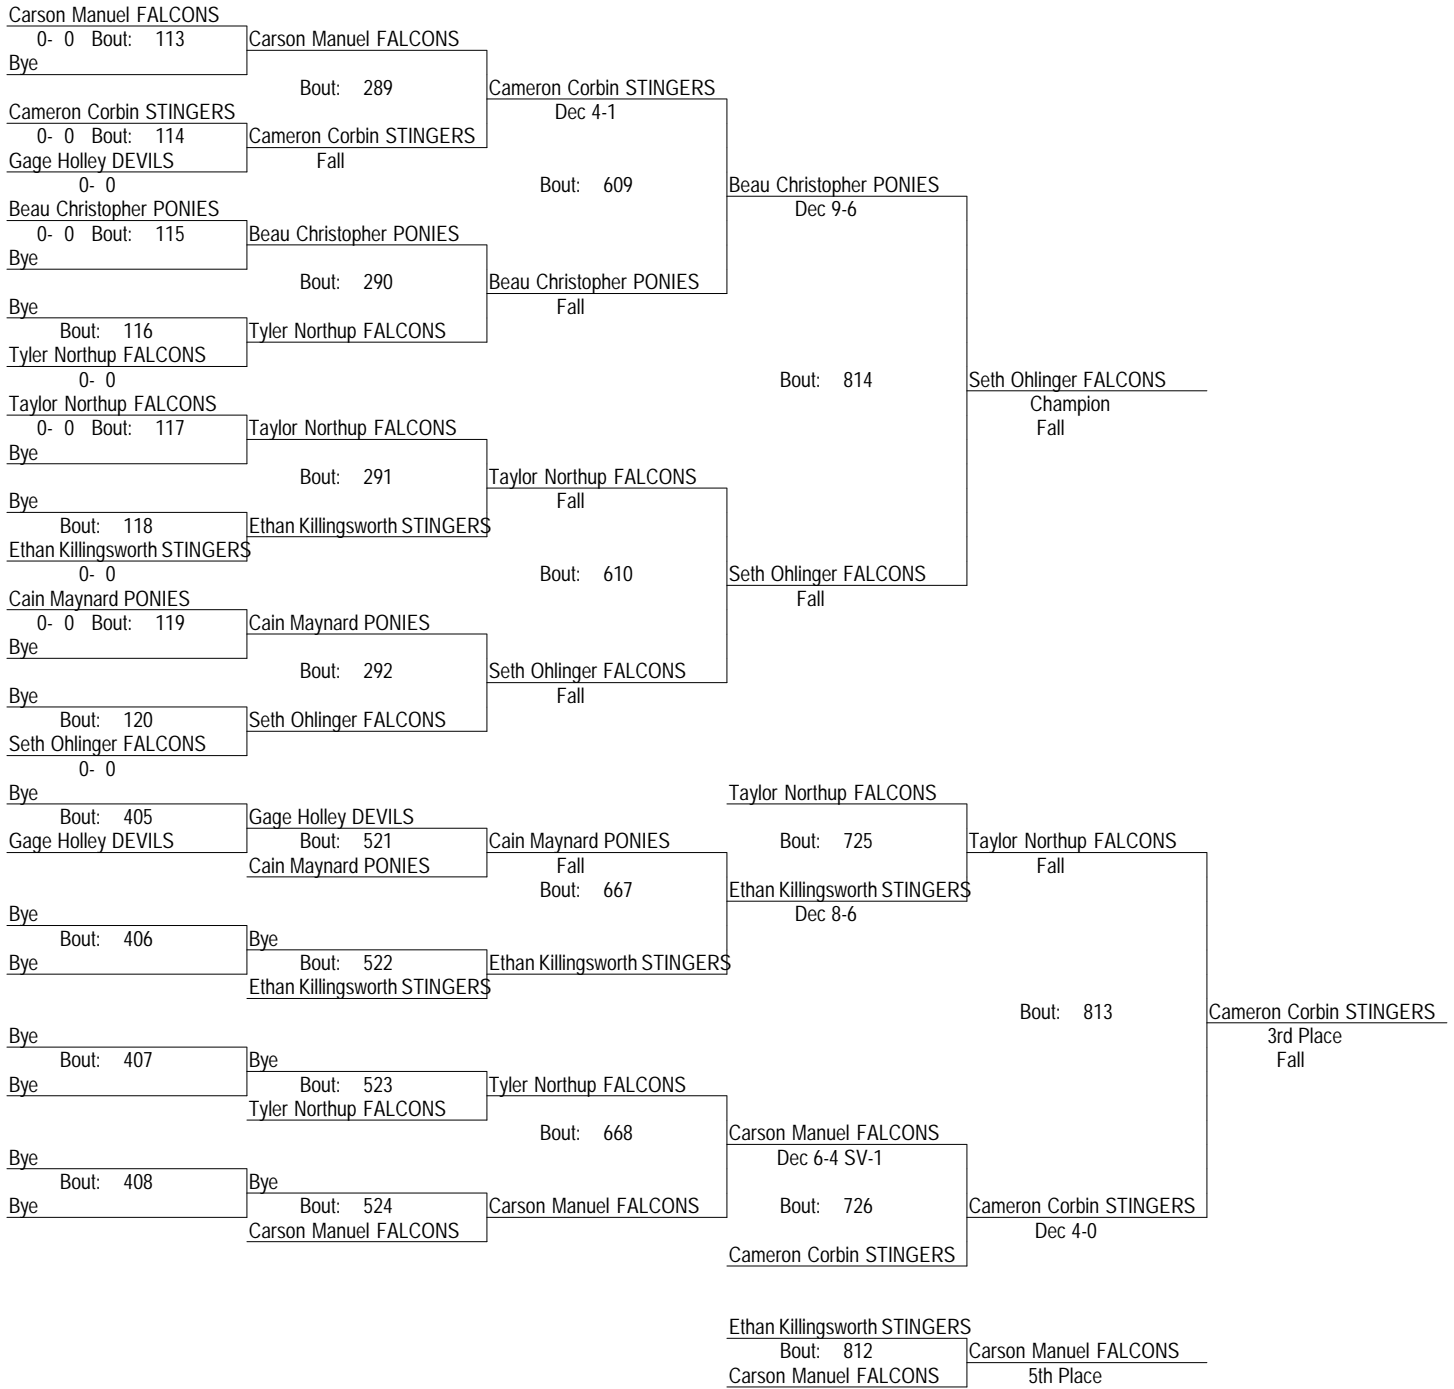 Carson Manuel FALCONS
0- 0 Bout: 113 Carson Manuel FALCONS
Bye
Bout: 289 Cameron Corbin STINGERS
Cameron Corbin STINGERS Dec 4-1
0- 0 Bout: 114 Cameron Corbin STINGERS
Gage Holley DEVILS Fall
0- 0 Bout: 609 Beau Christopher PONIES
Beau Christopher PONIES Dec 9-6
0- 0 Bout: 115 Beau Christopher PONIES
Bye
Bout: 290 Beau Christopher PONIES
Bye Fall
Bout: 116 Tyler Northup FALCONS
Tyler Northup FALCONS
0- 0 Bout: 814 Seth Ohlinger FALCONS
Taylor Northup FALCONS Champion
0- 0 Bout: 117 Taylor Northup FALCONS Fall
Bye
Bout: 291 Taylor Northup FALCONS
Bye Fall
Bout: 118 Ethan Killingsworth STINGERS
Ethan Killingsworth STINGERS
0- 0 Bout: 610 Seth Ohlinger FALCONS
Cain Maynard PONIES Fall
0- 0 Bout: 119 Cain Maynard PONIES
Bye
Bout: 292 Seth Ohlinger FALCONS
Bye Fall
Bout: 120 Seth Ohlinger FALCONS
Seth Ohlinger FALCONS
0- 0
Bye Taylor Northup FALCONS
Bout: 405 Gage Holley DEVILS
Gage Holley DEVILS Bout: 521 Cain Maynard PONIES Bout: 725 Taylor Northup FALCONS
Cain Maynard PONIES Fall Fall
Bout: 667 Ethan Killingsworth STINGERS
Bye Dec 8-6
Bout: 406 Bye
Bye Bout: 522 Ethan Killingsworth STINGERS
Ethan Killingsworth STINGERS
Bout: 813 Cameron Corbin STINGERS
Bye 3rd Place
Bout: 407 Bye Fall
Bye Bout: 523 Tyler Northup FALCONS
Tyler Northup FALCONS
Bout: 668 Carson Manuel FALCONS
Bye Dec 6-4 SV-1
Bout: 408 Bye
Bye Bout: 524 Carson Manuel FALCONS Bout: 726 Cameron Corbin STINGERS
Carson Manuel FALCONS Dec 4-0
Cameron Corbin STINGERS
Ethan Killingsworth STINGERS
Bout: 812 Carson Manuel FALCONS
Carson Manuel FALCONS 5th Place